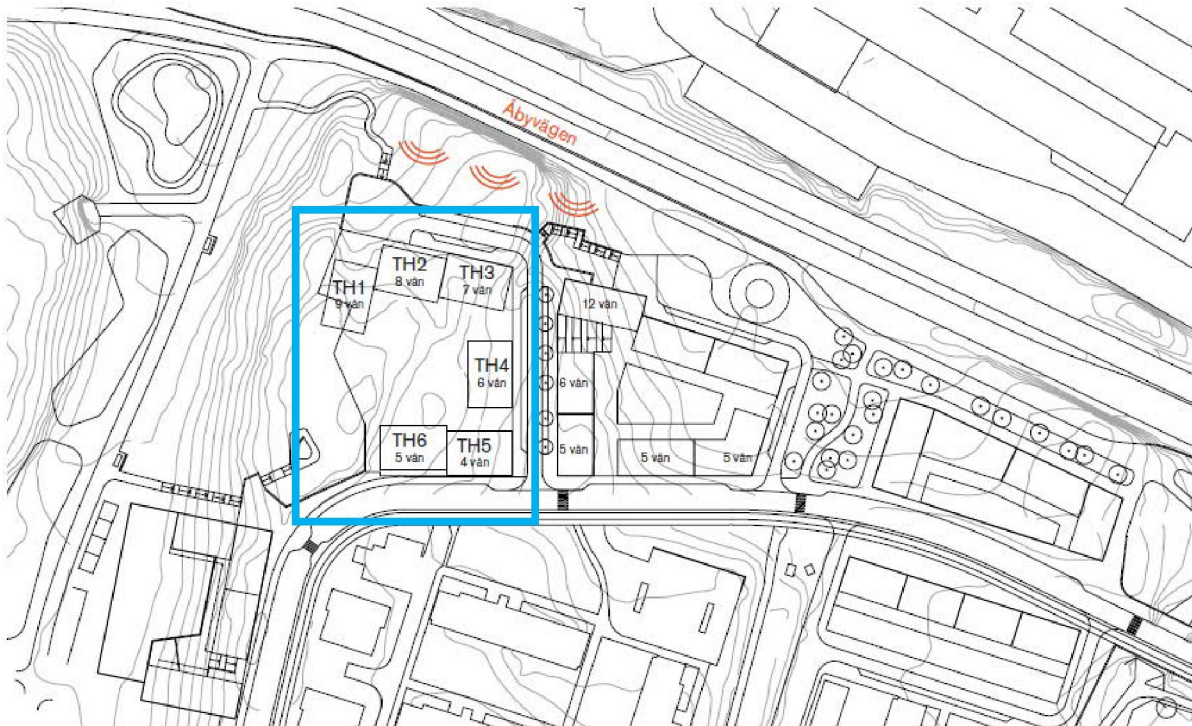 Åbyvägen
TH1
9 vån
TH2
8 vån
TH3
7 vån
12 vån
TH4
6 vån
6 vån
TH6
5 vån
TH5
4 vån
5 vån
5 vån
5 vån